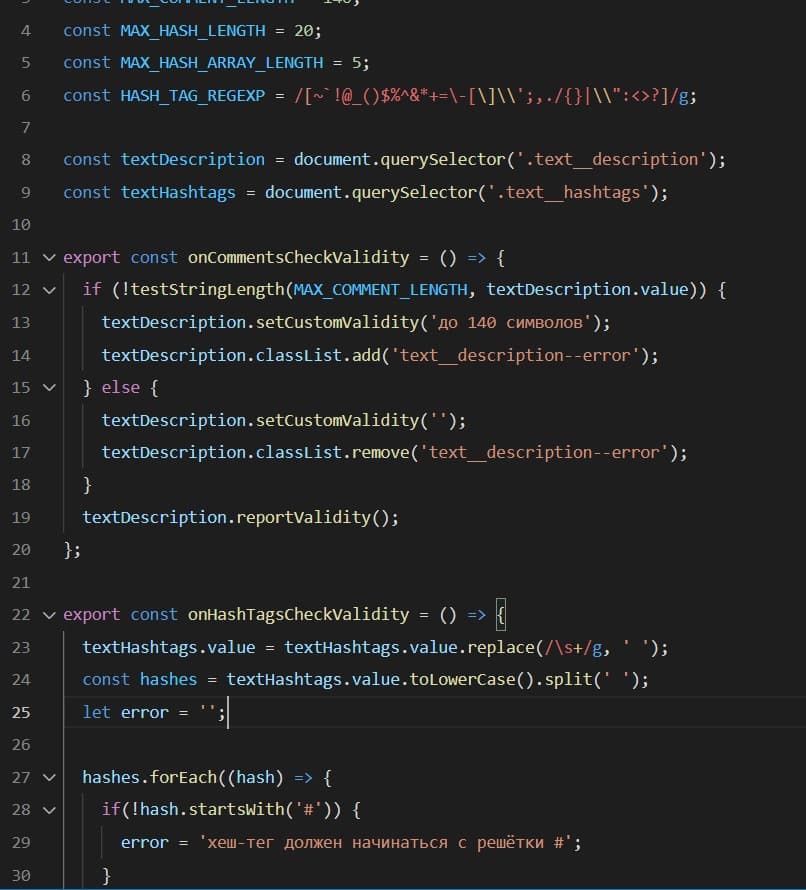 3 const MAX_COMMENT_LENGTH = 140;
4 const MAX_HASH_LENGTH = 20;
5 const MAX_HASH_ARRAY_LENGTH = 5;
6 const HASH_TAG_REGEXP = /[~`!@_()$%^&*+=\-[\]\\';,./{}|\\":<>?]/g;
7
8 const textDescription = document.querySelector('.text__description');
9 const textHashtags = document.querySelector('.text__hashtags');
10
11 export const onCommentsCheckValidity = () => {
12 if (!testStringLength(MAX_COMMENT_LENGTH, textDescription.value)) {
13 textDescription.setCustomValidity('до 140 символов');
14 textDescription.classList.add('text__description--error');
15 } else {
16 textDescription.setCustomValidity('');
17 textDescription.classList.remove('text__description--error');
18 }
19 textDescription.reportValidity();
20 };
21
22 export const onHashTagsCheckValidity = () => {
23 textHashtags.value = textHashtags.value.replace(/\s+/g, ' ');
24 const hashes = textHashtags.value.toLowerCase().split(' ');
25 let error = '';
26
27 hashes.forEach((hash) => {
28 if(!hash.startsWith('#')) {
29 error = 'хеш-тег должен начинаться с решётки #';
30 }